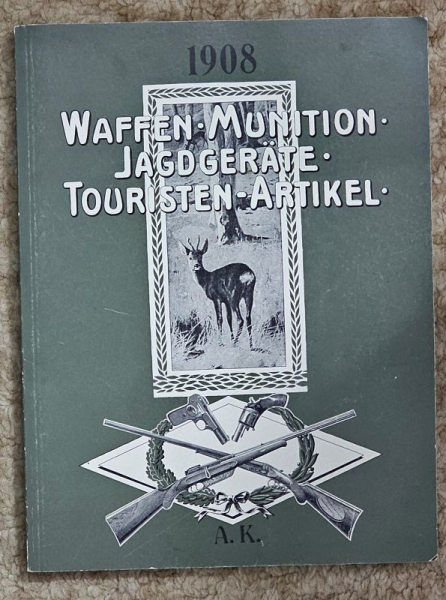 1908
WAFFEN·MUNITION·
JAGDGERÄTE·
TOURISTEN-ARTIKEL·
A.K.